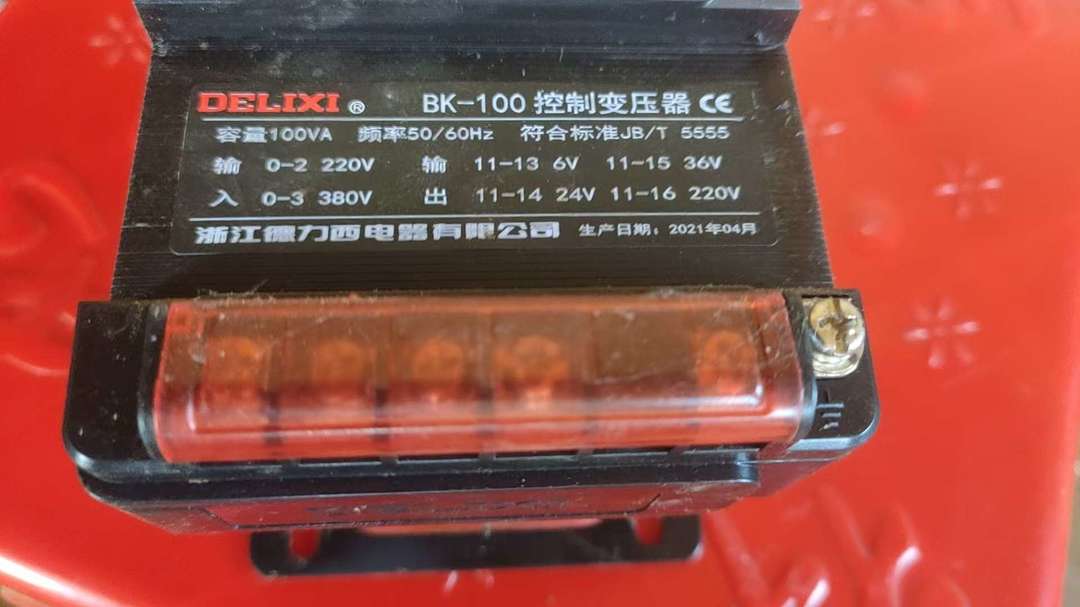 DELIXI ® BK-100 控制变压器 CE
容量100VA 频率50/60Hz 符合标准JB/T 5555
输 0-2 220V 输 11-13 6V 11-15 36V
入 0-3 380V 出 11-14 24V 11-16 220V
浙江德力西电器有限公司 生产日期：2021年04月